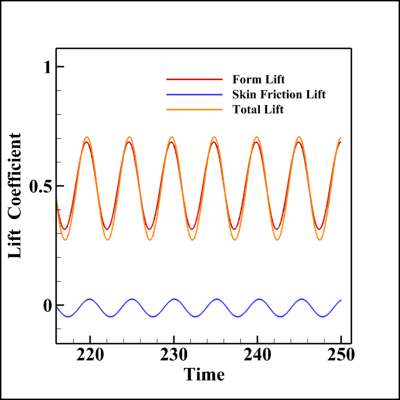 1
Form Lift
Skin Friction Lift
Total Lift
0.5
Lift Coefficient
0
220
230
240
250
Time